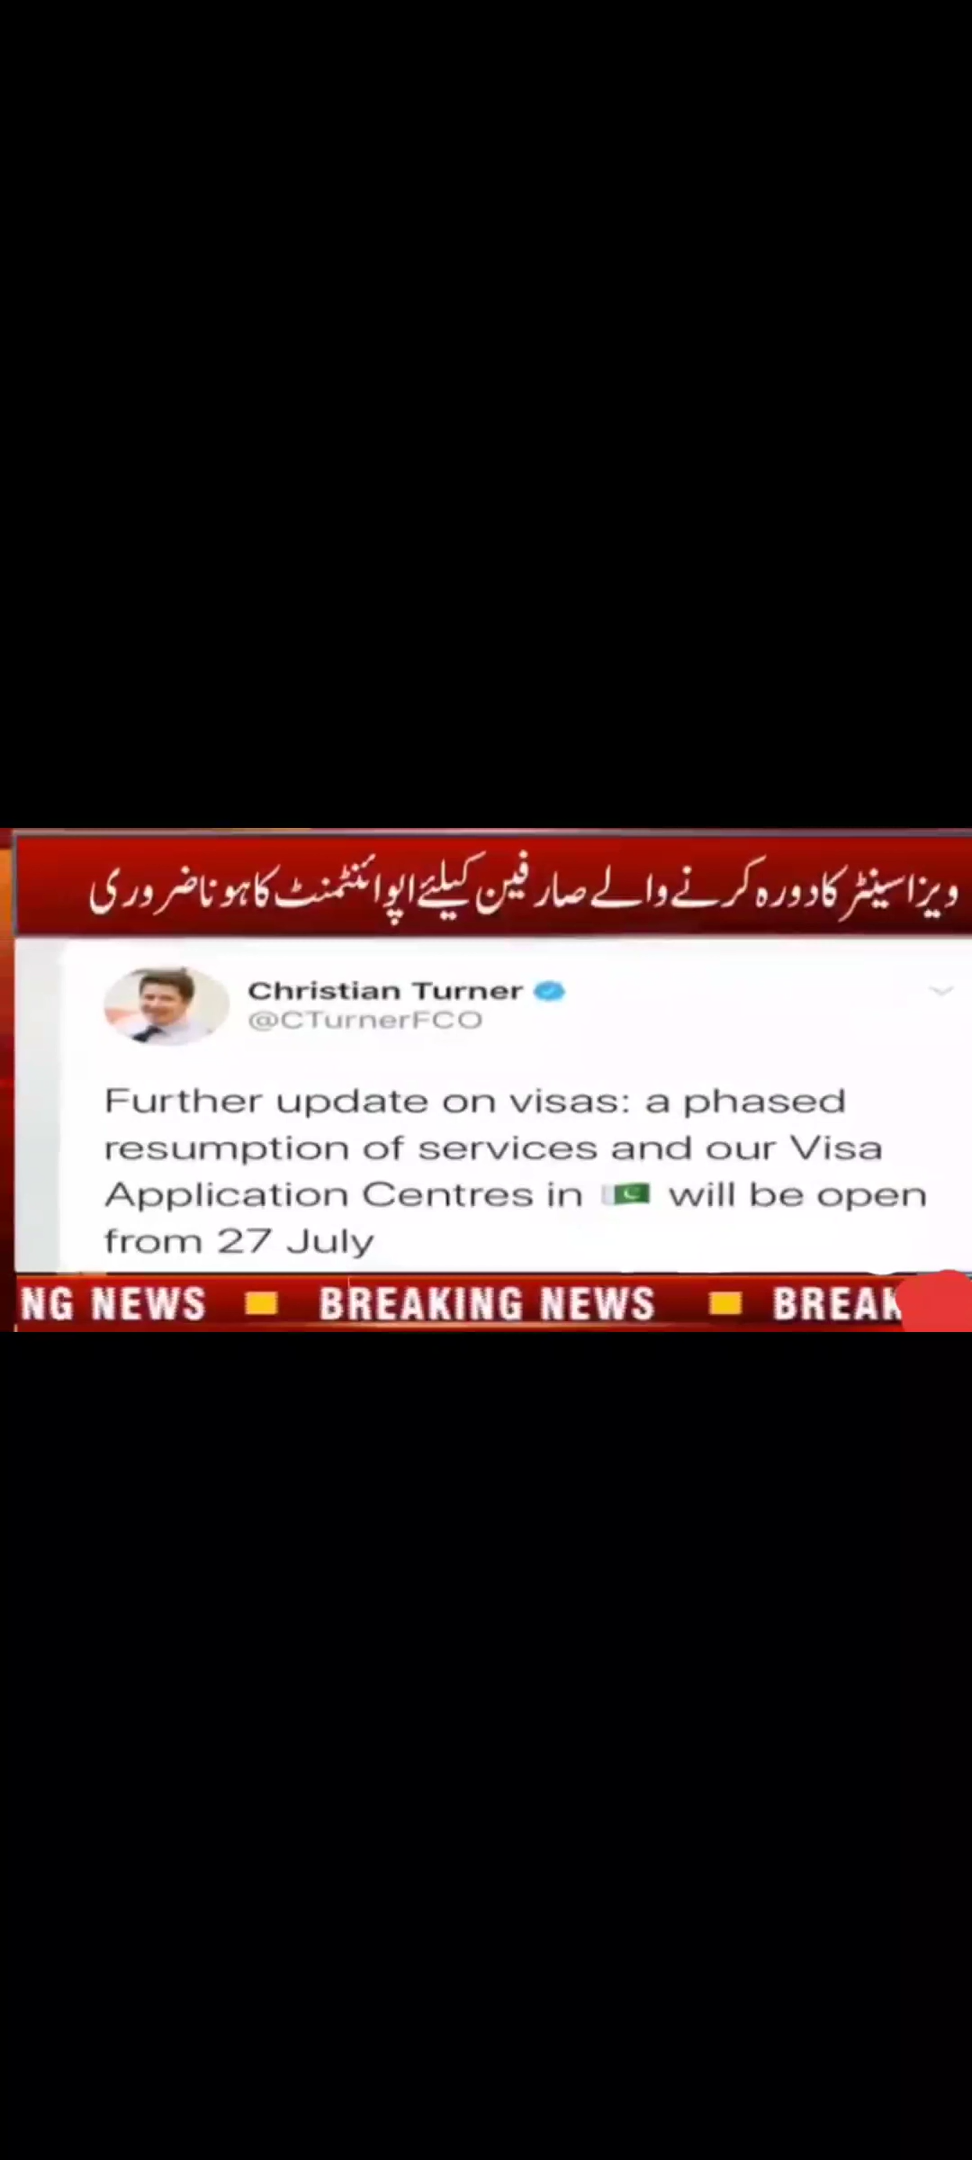 ویزا سینٹر کا دورہ کرنے والے صارفین کیلئے اپوائنٹمنٹ کا ہونا ضروری
Christian Turner
@CTurnerFCO
Further update on visas: a phased
resumption of services and our Visa
Application Centres in 🇵🇰 will be open
from 27 July
NG NEWS BREAKING NEWS BREAK